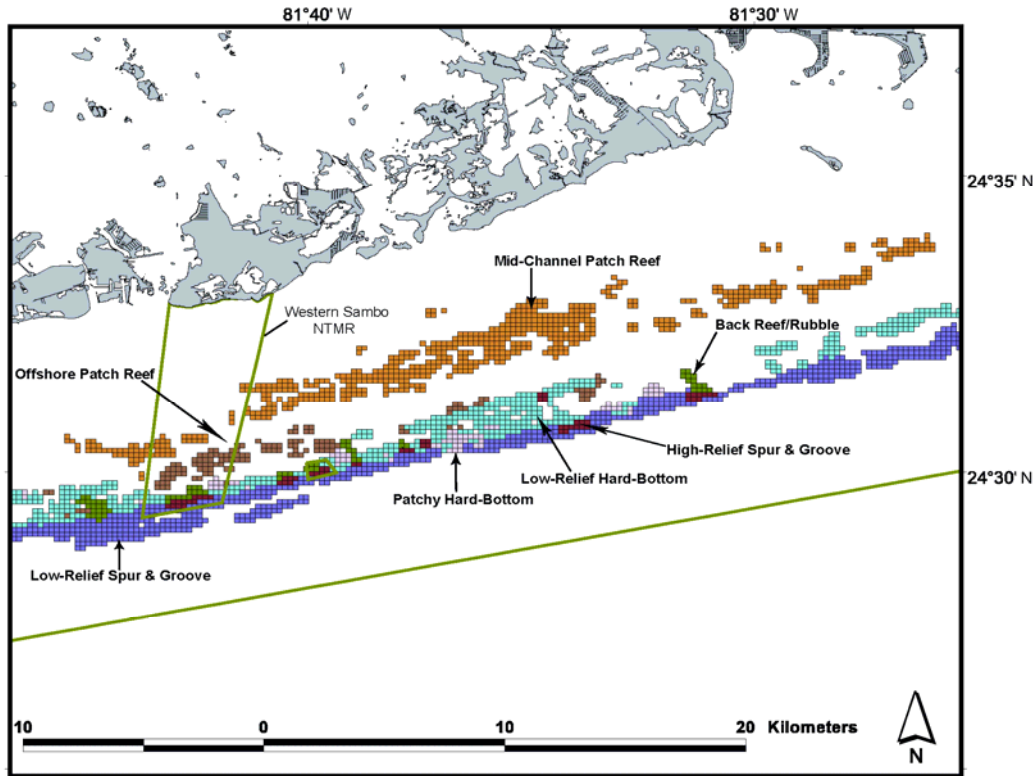 81°40' W
81°30' W
24°35' N
Mid-Channel Patch Reef
Western Sambo
NTMR
Back Reef/Rubble
Offshore Patch Reef
High-Relief Spur & Groove
24°30' N
Low-Relief Hard-Bottom
Patchy Hard-Bottom
Low-Relief Spur & Groove
10 0 10 20 Kilometers
N